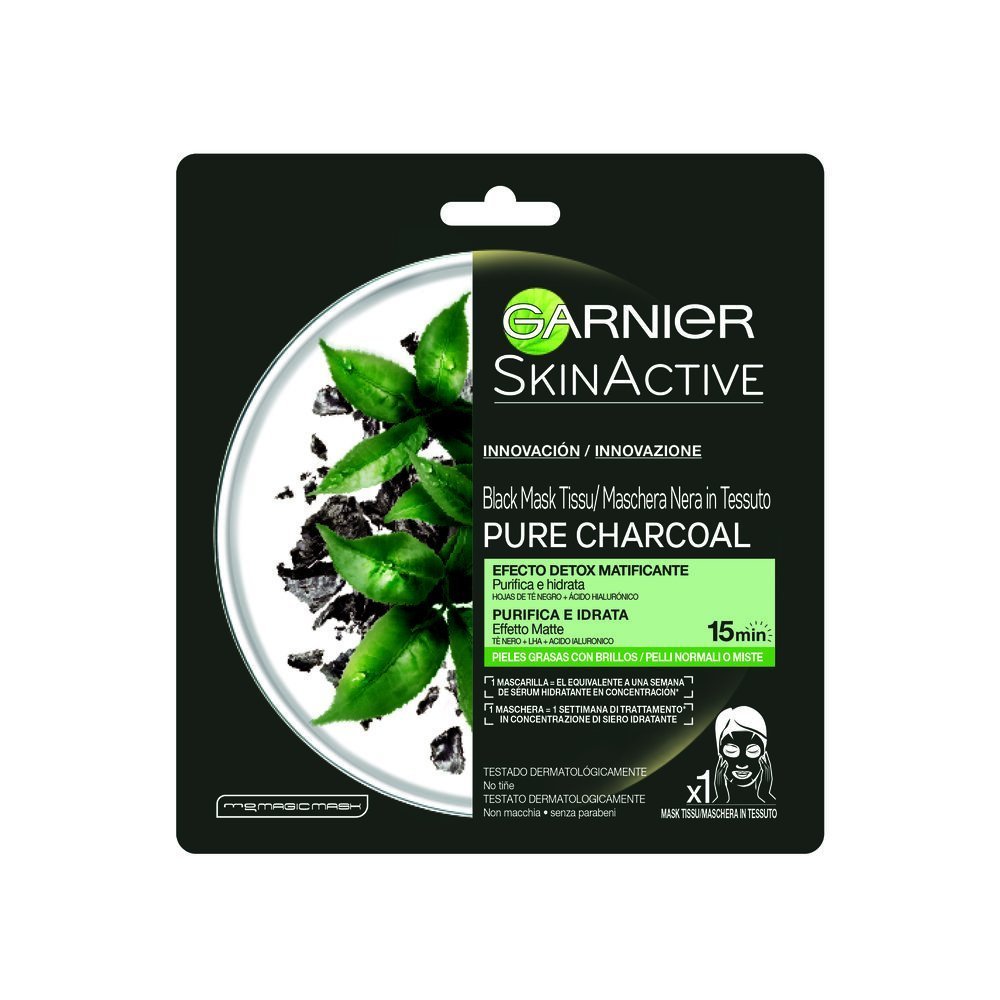 GARNIER
SKINACTIVE
INNOVACIÓN / INNOVAZIONE
Black Mask Tissu/ Maschera Nera in Tessuto
PURE CHARCOAL
EFECTO DETOX MATIFICANTE
Purifica e hidrata
HOJAS DE TÉ NEGRO + ÁCIDO HIALURÓNICO
PURIFICA E IDRATA
Effetto Matte
TÈ NERO + LHA + ACIDO IALURONICO
15min
PIELES GRASAS CON BRILLOS / PELLI NORMALI O MISTE
1 MASCARILLA = EL EQUIVALENTE A UNA SEMANA
DE SÉRUM HIDRATANTE EN CONCENTRACIÓN*
1 MASCHERA = 1 SETTIMANA DI TRATTAMENTO*
IN CONCENTRAZIONE DI SIERO IDRATANTE
TESTADO DERMATOLÓGICAMENTE
No tiñe
TESTATO DERMATOLOGICAMENTE
Non macchia • senza parabeni
x1
MASK TISSU/MASCHERA IN TESSUTO
MAGIC MASK